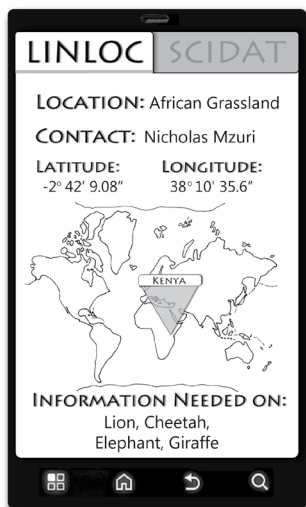 LINLOC SCIDAT
LOCATION: African Grassland
CONTACT: Nicholas Mzuri
LATITUDE: LONGITUDE:
-2° 42' 9.08" 38° 10' 35.6"
KENYA
INFORMATION NEEDED ON:
Lion, Cheetah,
Elephant, Giraffe